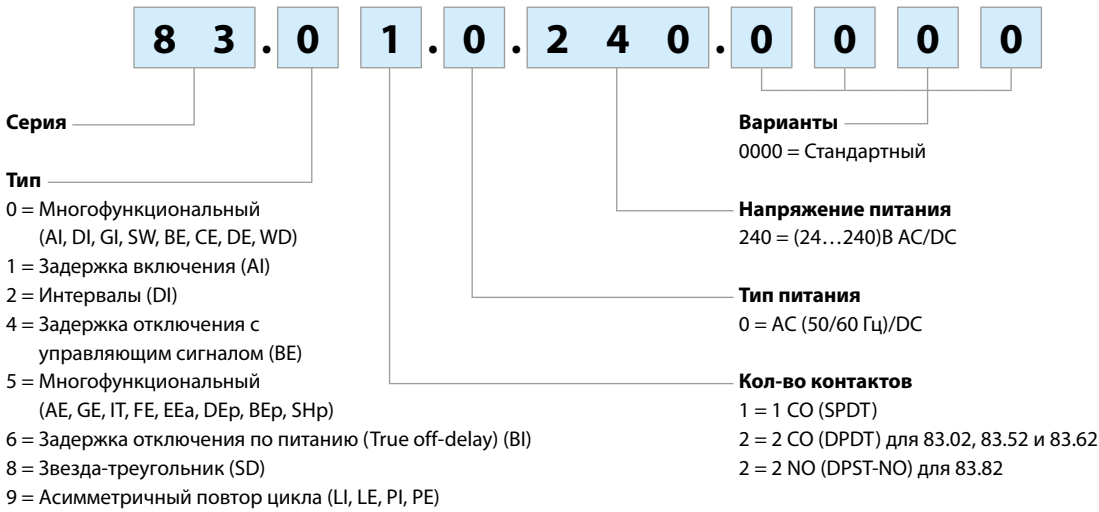 8 3 . 0 1 . 0 . 2 4 0 . 0 0 0 0
Серия
Тип
0 = Многофункциональный
(AI, DI, GI, SW, BE, CE, DE, WD)
1 = Задержка включения (AI)
2 = Интервалы (DI)
4 = Задержка отключения с
управляющим сигналом (BE)
5 = Многофункциональный
(AE, GE, IT, FE, EEa, DEp, BEp, SHp)
6 = Задержка отключения по питанию (True off-delay) (BI)
8 = Звезда-треугольник (SD)
9 = Асимметричный повтор цикла (LI, LE, PI, PE)
Варианты
0000 = Стандартный
Напряжение питания
240 = (24…240)В AC/DC
Тип питания
0 = AC (50/60 Гц)/DC
Кол-во контактов
1 = 1 CO (SPDT)
2 = 2 CO (DPDT) для 83.02, 83.52 и 83.62
2 = 2 NO (DPST-NO) для 83.82